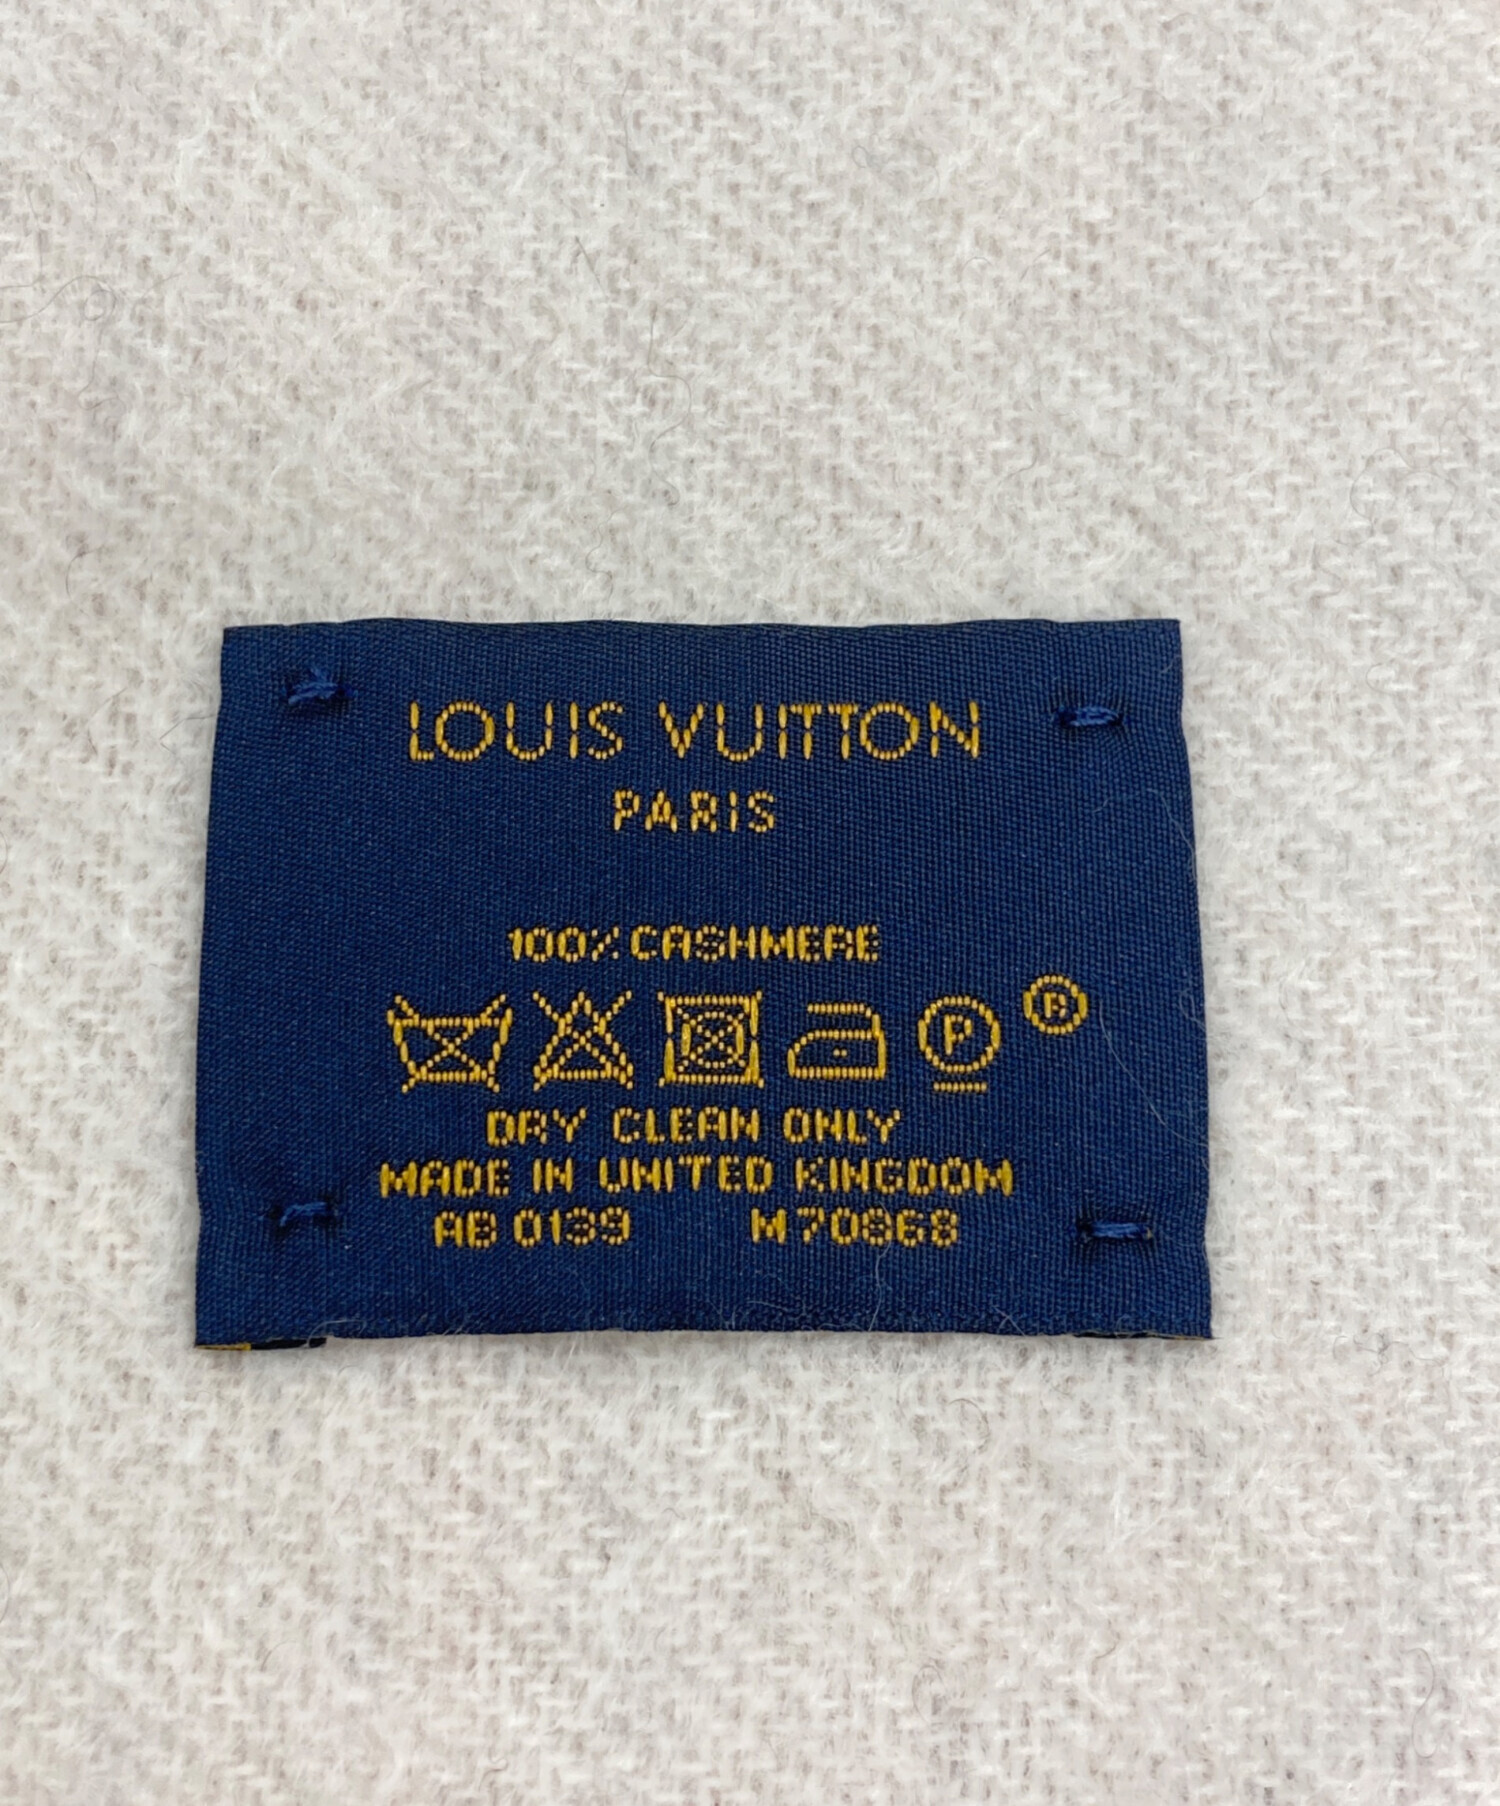 LOUIS VUITTON
PARIS
100% CASHMERE
P ®
DRY CLEAN ONLY
MADE IN UNITED KINGDOM
AB 0139 M70868